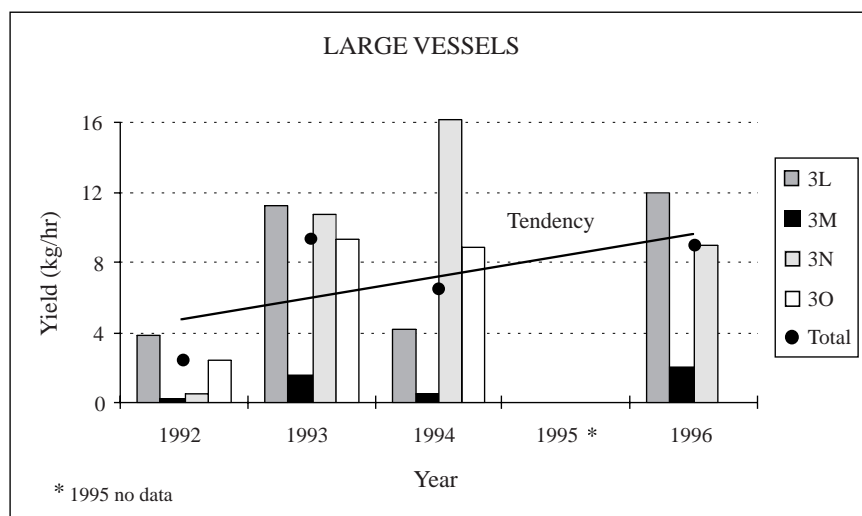 LARGE VESSELS
16
12
8
4
0
Yield (kg/hr)
Tendency
1992 1993 1994 1995 * 1996
Year
* 1995 no data
3L
3M
3N
3O
Total